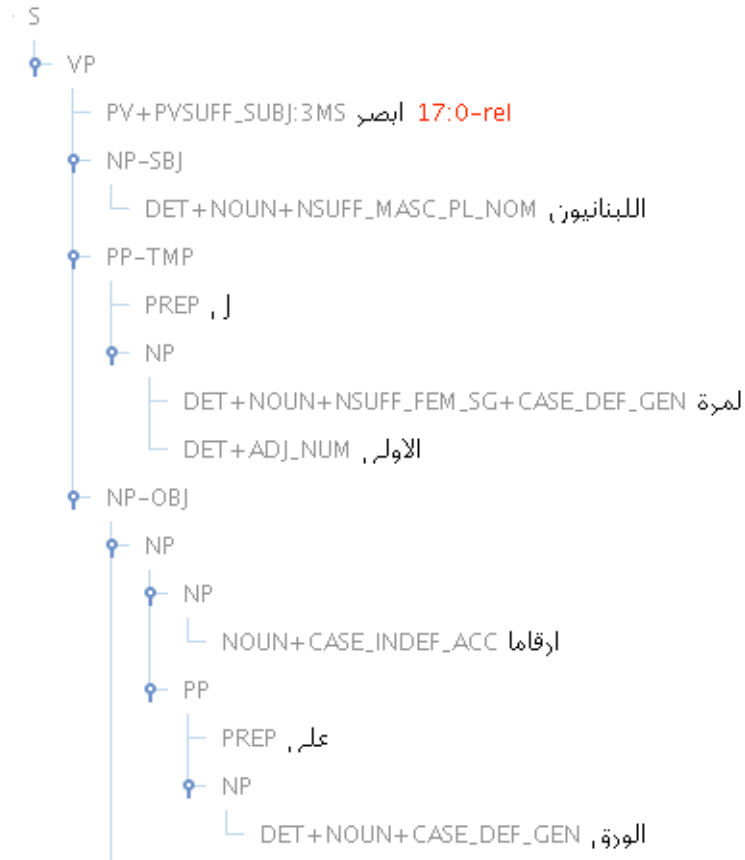 S
VP
PV+PVSUFF_SUBJ:3MS ابصر 17:0-rel
NP-SBJ
DET+NOUN+NSUFF_MASC_PL_NOM اللبنانيون
PP-TMP
PREP ل
NP
DET+NOUN+NSUFF_FEM_SG+CASE_DEF_GEN لمرة
DET+ADJ_NUM الاولى
NP-OBJ
NP
NP
NOUN+CASE_INDEF_ACC ارقاما
PP
PREP على
NP
DET+NOUN+CASE_DEF_GEN الورق